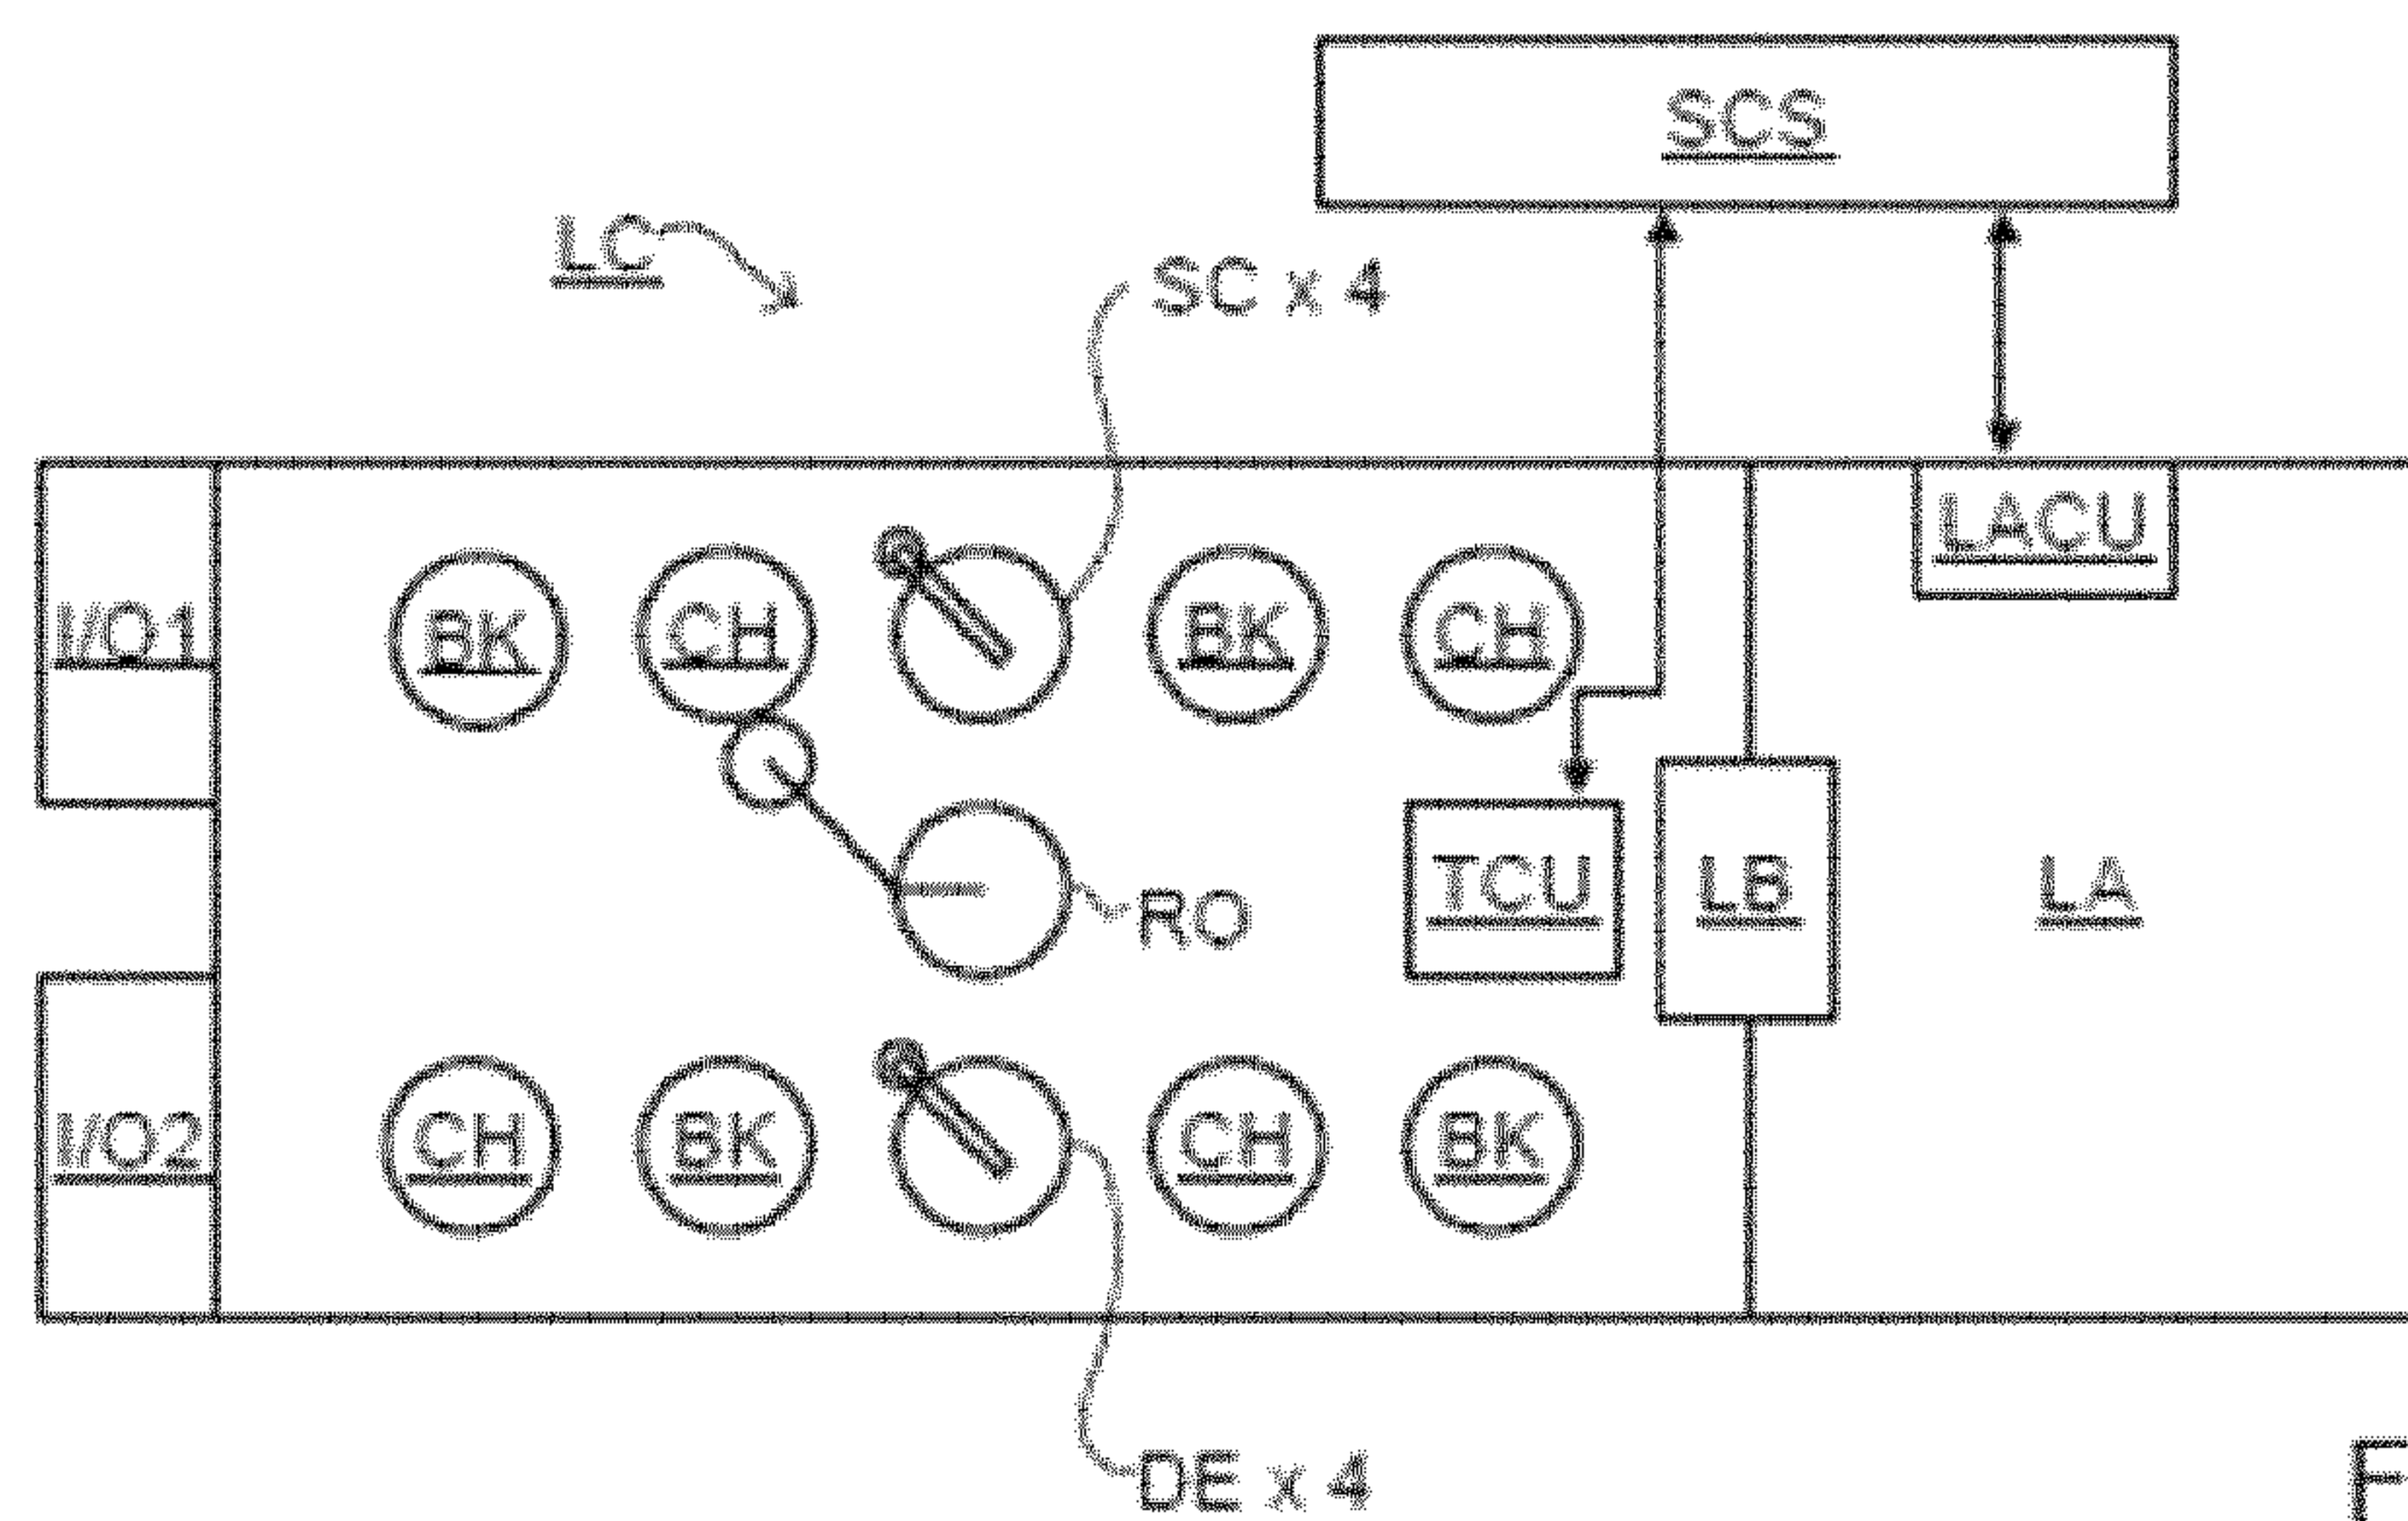 SCS
LC
SC x 4
LACU
I/O1
BK
CH
BK
CH
RO
TCU
LB
LA
I/O2
CH
BK
CH
BK
DE x 4
F